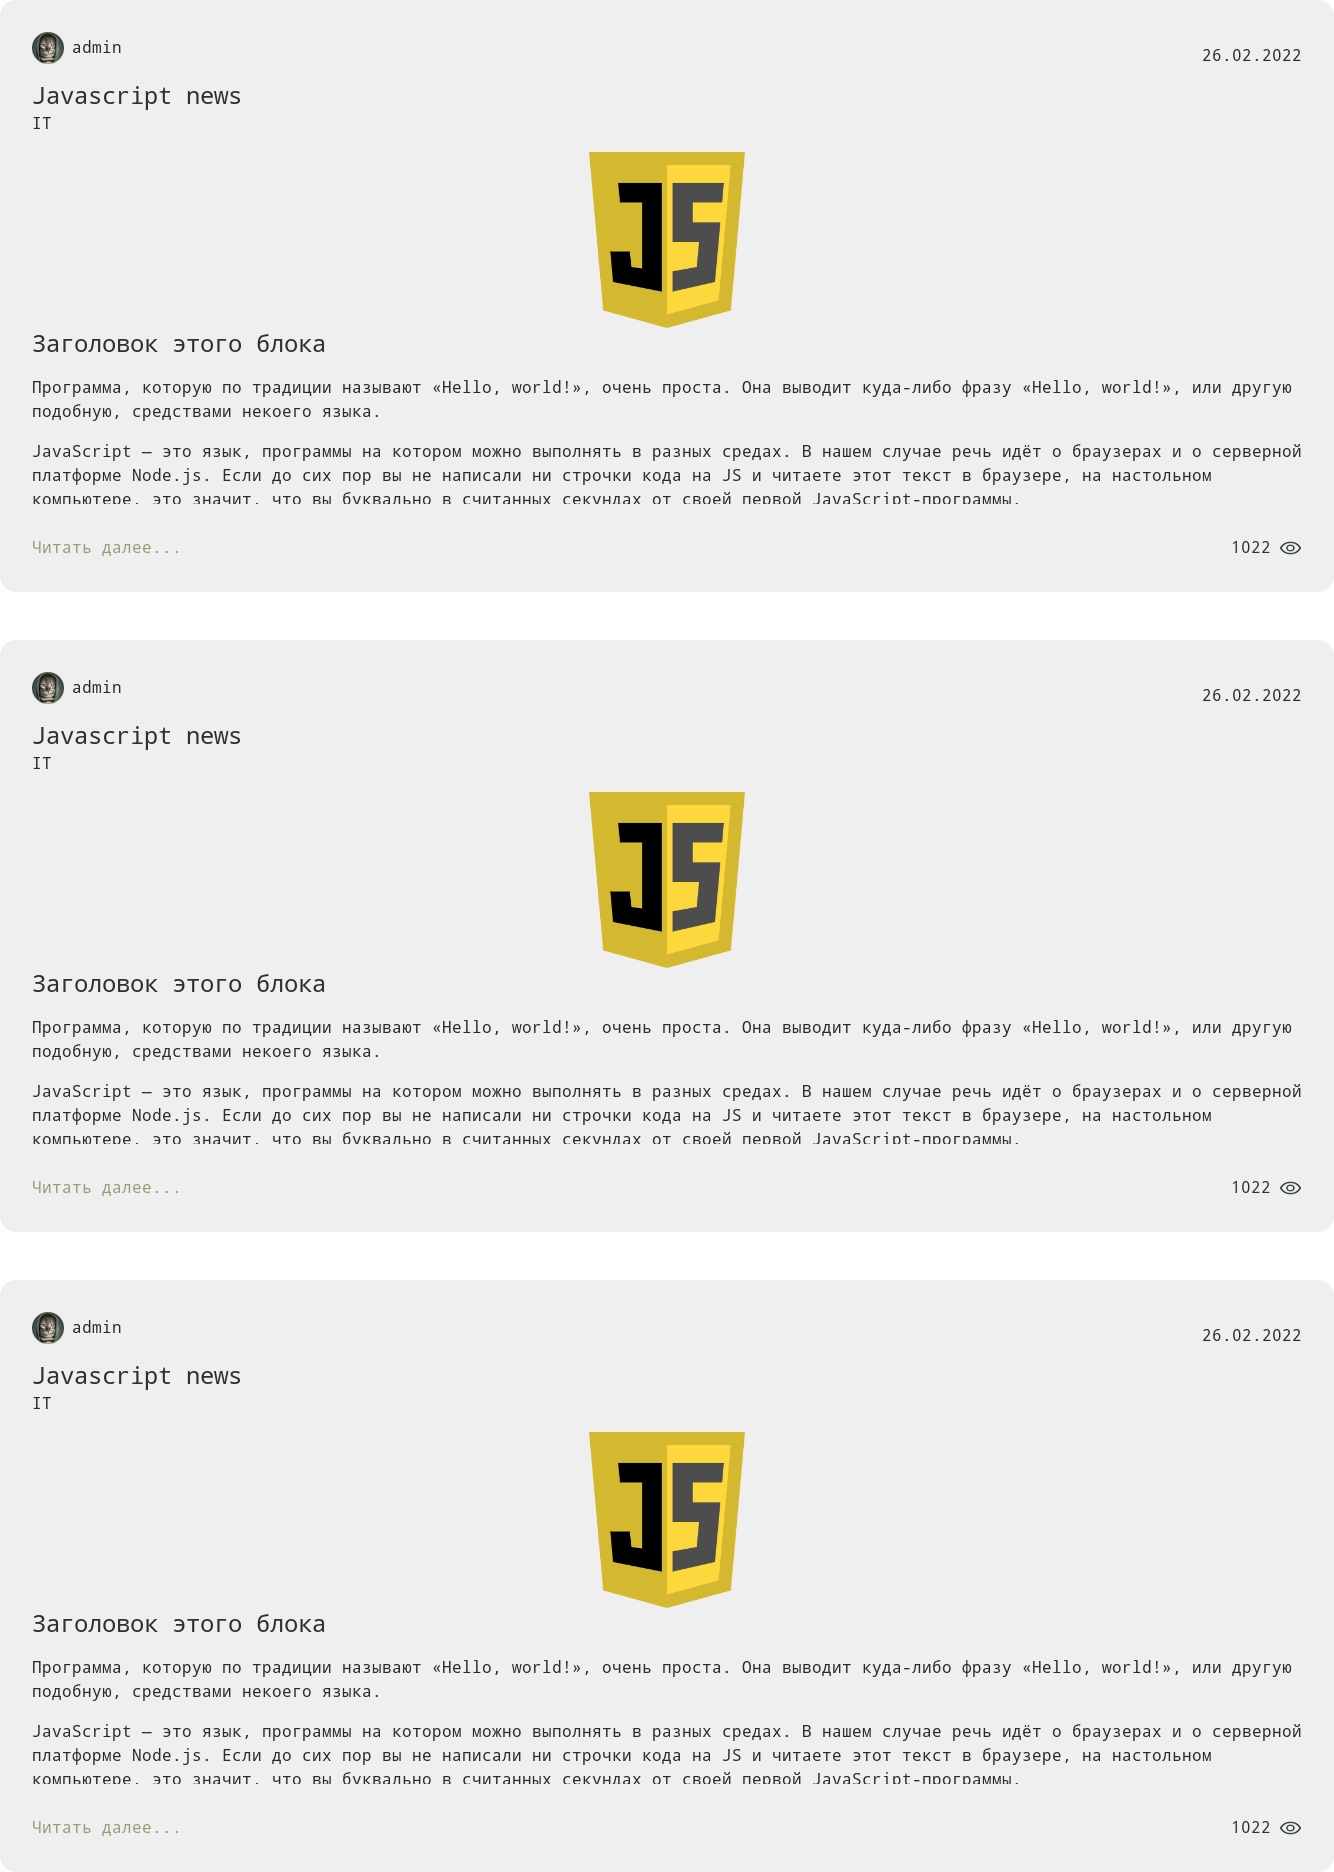 admin
26.02.2022
Javascript news
IT
JS
Заголовок этого блока
Программа, которую по традиции называют «Hello, world!», очень проста. Она выводит куда-либо фразу «Hello, world!», или другую
подобную, средствами некоего языка.
JavaScript — это язык, программы на котором можно выполнять в разных средах. В нашем случае речь идёт о браузерах и о серверной
платформе Node.js. Если до сих пор вы не написали ни строчки кода на JS и читаете этот текст в браузере, на настольном
компьютере, это значит, что вы буквально в считанных секундах от своей первой JavaScript-программы.
Читать далее...
1022
admin
26.02.2022
Javascript news
IT
JS
Заголовок этого блока
Программа, которую по традиции называют «Hello, world!», очень проста. Она выводит куда-либо фразу «Hello, world!», или другую
подобную, средствами некоего языка.
JavaScript — это язык, программы на котором можно выполнять в разных средах. В нашем случае речь идёт о браузерах и о серверной
платформе Node.js. Если до сих пор вы не написали ни строчки кода на JS и читаете этот текст в браузере, на настольном
компьютере, это значит, что вы буквально в считанных секундах от своей первой JavaScript-программы.
Читать далее...
1022
admin
26.02.2022
Javascript news
IT
JS
Заголовок этого блока
Программа, которую по традиции называют «Hello, world!», очень проста. Она выводит куда-либо фразу «Hello, world!», или другую
подобную, средствами некоего языка.
JavaScript — это язык, программы на котором можно выполнять в разных средах. В нашем случае речь идёт о браузерах и о серверной
платформе Node.js. Если до сих пор вы не написали ни строчки кода на JS и читаете этот текст в браузере, на настольном
компьютере, это значит, что вы буквально в считанных секундах от своей первой JavaScript-программы.
Читать далее...
1022